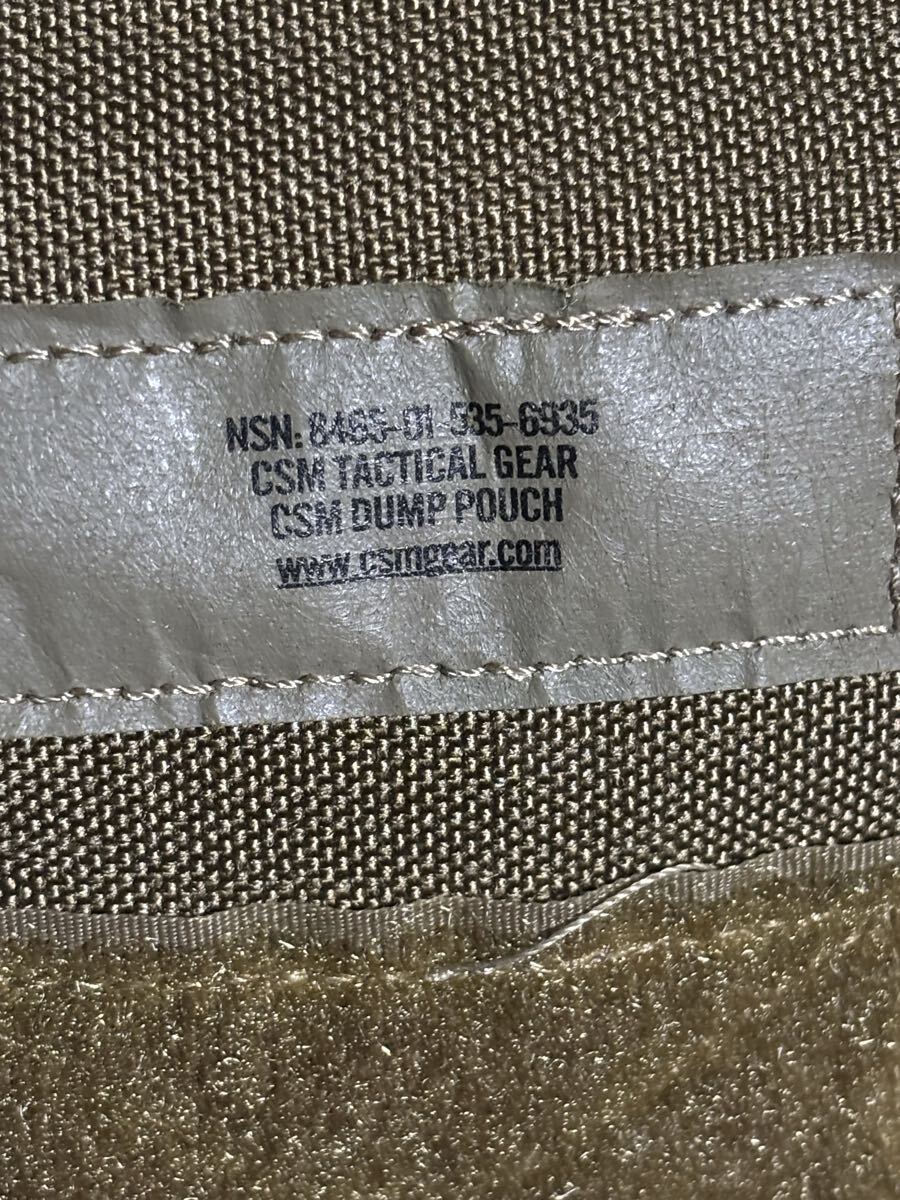 NSN: 8465-01-535-6935
CSM TACTICAL GEAR
CSM DUMP POUCH
www.csmgear.com